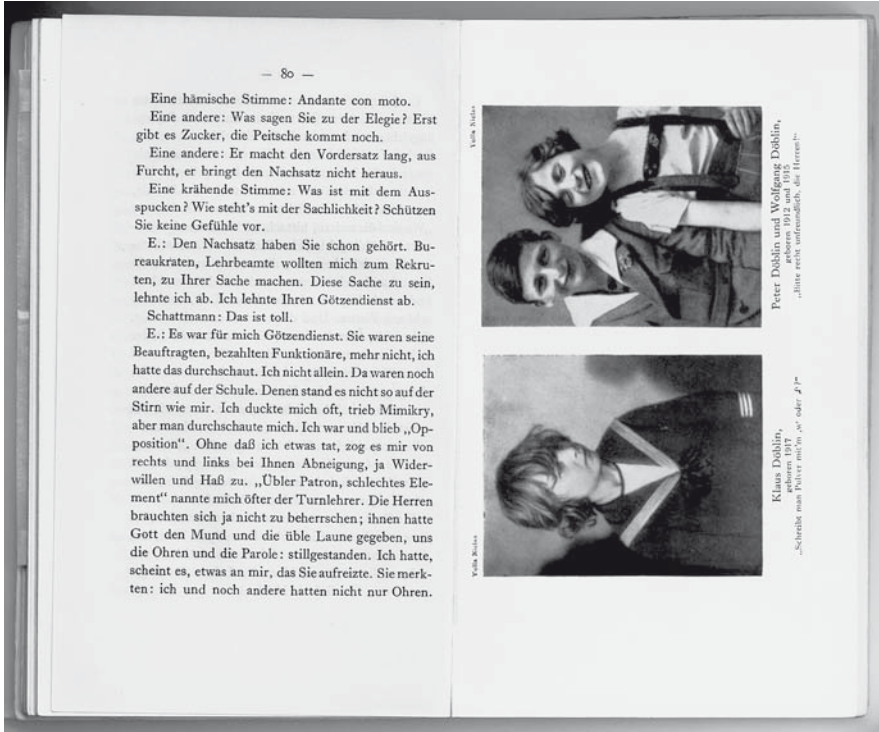 — 80 —
Eine hämische Stimme: Andante con moto.
Eine andere: Was sagen Sie zu der Elegie? Erst
gibt es Zucker, die Peitsche kommt noch.
Eine andere: Er macht den Vordersatz lang, aus
Furcht, er bringt den Nachsatz nicht heraus.
Eine krähende Stimme: Was ist mit dem Aus-
spucken? Wie steht's mit der Sachlichkeit? Schützen
Sie keine Gefühle vor.
E.: Den Nachsatz haben Sie schon gehört. Bu-
reaukraten, Lehrbeamte wollten mich zum Rekru-
ten, zu Ihrer Sache machen. Diese Sache zu sein,
lehnte ich ab. Ich lehnte Ihren Götzendienst ab.
Schattmann: Das ist toll.
E.: Es war für mich Götzendienst. Sie waren seine
Beauftragten, bezahlten Funktionäre, mehr nicht, ich
hatte das durchschaut. Ich nicht allein. Da waren noch
andere auf der Schule. Denen stand es nicht so auf der
Stirn wie mir. Ich duckte mich oft, trieb Mimikry,
aber man durchschaute mich. Ich war und blieb „Op-
position“. Ohne daß ich etwas tat, zog es mir von
rechts und links bei Ihnen Abneigung, ja Wider-
willen und Haß zu. „Übler Patron, schlechtes Ele-
ment“ nannte mich öfter der Turnlehrer. Die Herren
brauchten sich ja nicht zu beherrschen; ihnen hatte
Gott den Mund und die üble Laune gegeben, uns
die Ohren und die Parole: stillgestanden. Ich hatte,
scheint es, etwas an mir, das Sie aufreizte. Sie merk-
ten: ich und noch andere hatten nicht nur Ohren.
Peter Döblin und Wolfgang Döblin,
geboren 1912 und 1915
„Bitte recht unfreundlich, die Herren!“
Klaus Döblin,
geboren 1917
„Schreibt man Pulver mit'm ‚w‘ oder